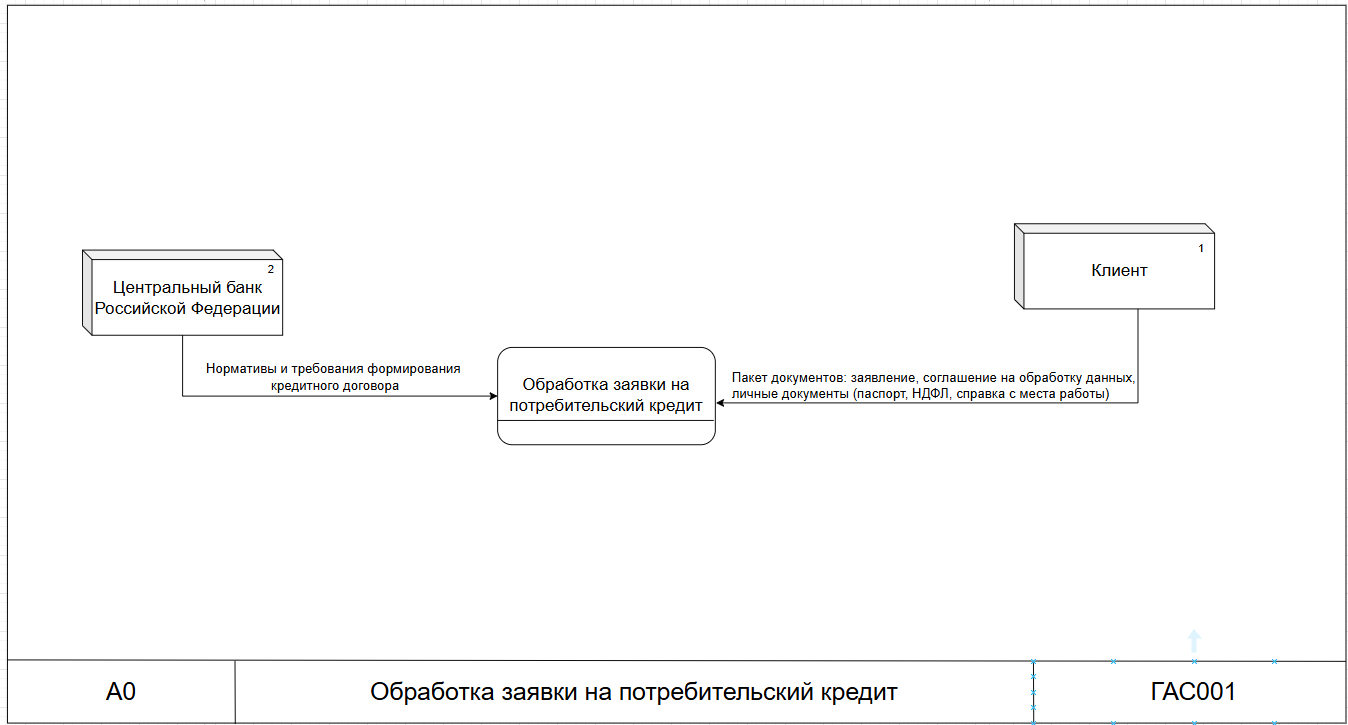 2
Центральный банк
Российской Федерации
1
Клиент
Нормативы и требования формирования
кредитного договора
Обработка заявки на
потребительский кредит
Пакет документов: заявление, соглашение на обработку данных,
личные документы (паспорт, НДФЛ, справка с места работы)
А0
Обработка заявки на потребительский кредит
ГАС001